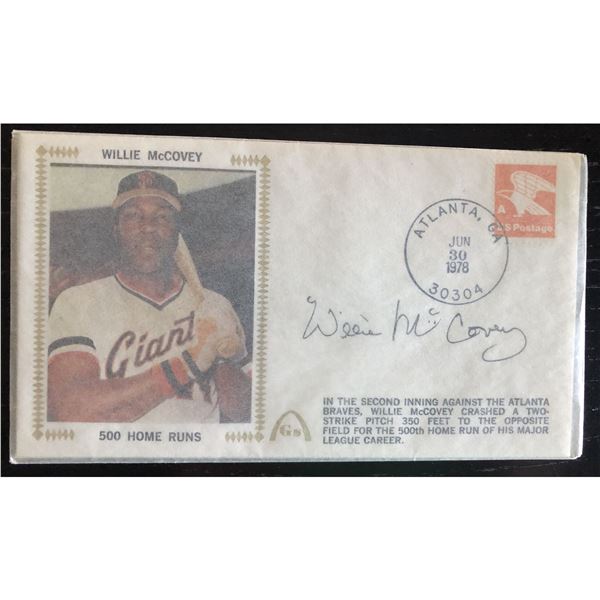 WILLIE McCOVEY
Giant
500 HOME RUNS
Gs
A
US Postage
ATLANTA, GA
JUN
30
1978
30304
Willie McCovey
IN THE SECOND INNING AGAINST THE ATLANTA
BRAVES, WILLIE McCOVEY CRASHED A TWO-
STRIKE PITCH 350 FEET TO THE OPPOSITE
FIELD FOR THE 500th HOME RUN OF HIS MAJOR
LEAGUE CAREER.